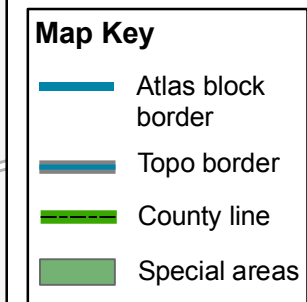 Map Key
Atlas block
border
Topo border
County line
Special areas